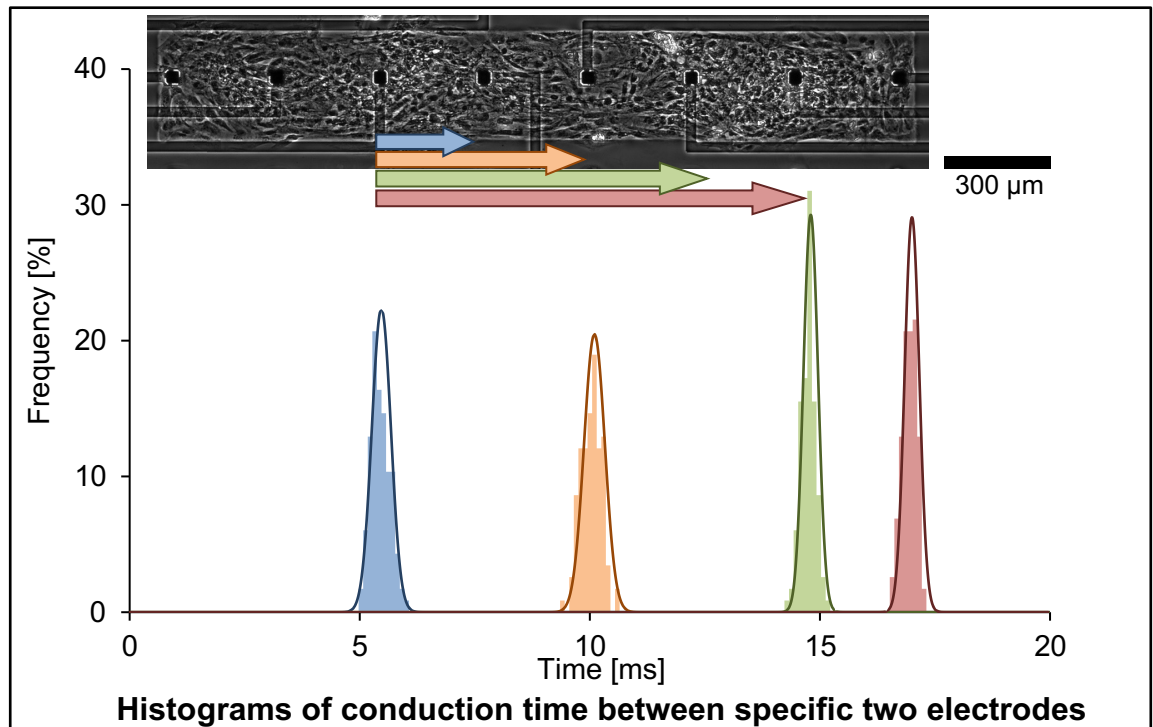 40
30
20
10
0
Frequency [%]
300 µm
0
5
10
15
20
Time [ms]
Histograms of conduction time between specific two electrodes